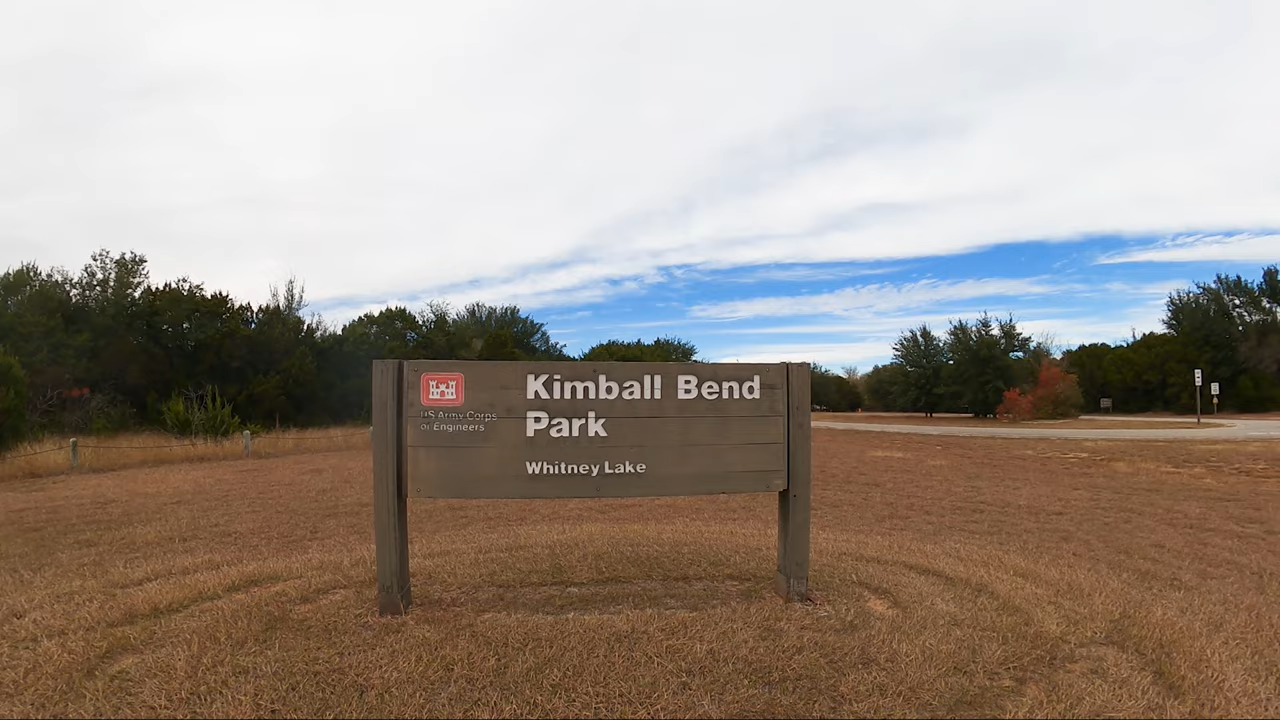 Kimball Bend
Park
US Army Corps
of Engineers
Whitney Lake